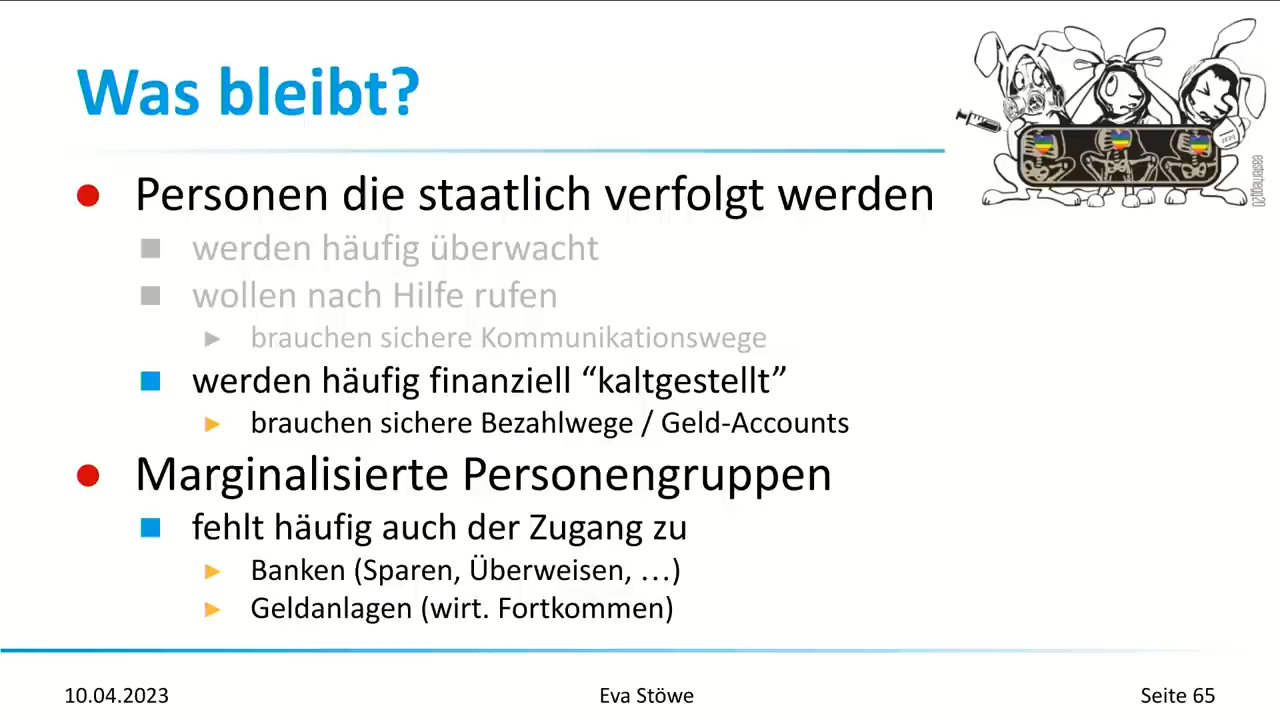 Was bleibt?
Personen die staatlich verfolgt werden
werden häufig überwacht
wollen nach Hilfe rufen
brauchen sichere Kommunikationswege
werden häufig finanziell “kaltgestellt”
brauchen sichere Bezahlwege / Geld-Accounts
Marginalisierte Personengruppen
fehlt häufig auch der Zugang zu
Banken (Sparen, Überweisen, …)
Geldanlagen (wirt. Fortkommen)
easterhegg20
10.04.2023
Eva Stöwe
Seite 65